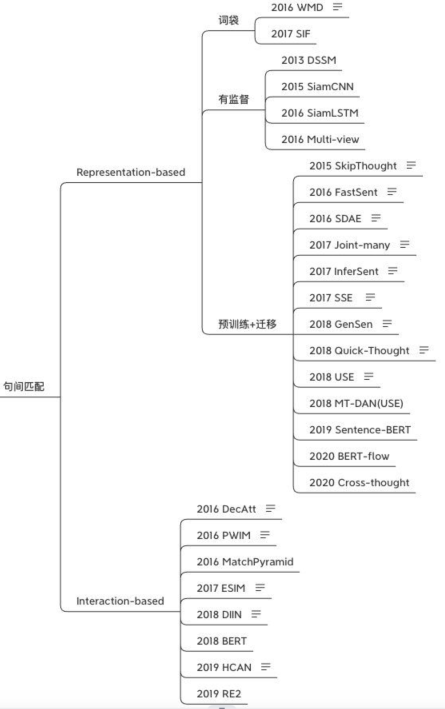 句间匹配
Representation-based
词袋
2016 WMD
2017 SIF
有监督
2013 DSSM
2015 SiamCNN
2016 SiamLSTM
2016 Multi-view
预训练+迁移
2015 SkipThought
2016 FastSent
2016 SDAE
2017 Joint-many
2017 InferSent
2017 SSE
2018 GenSen
2018 Quick-Thought
2018 USE
2018 MT-DAN(USE)
2019 Sentence-BERT
2020 BERT-flow
2020 Cross-thought
Interaction-based
2016 DecAtt
2016 PWIM
2016 MatchPyramid
2017 ESIM
2018 DIIN
2018 BERT
2019 HCAN
2019 RE2